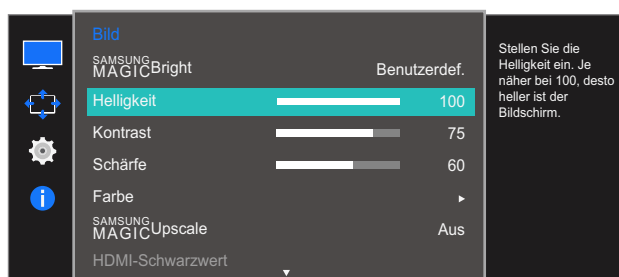 Bild
SAMSUNG MAGICBright Benutzerdef.
Helligkeit 100
Kontrast 75
Schärfe 60
Farbe
SAMSUNG MAGICUpscale Aus
HDMI-Schwarzwert
Stellen Sie die
Helligkeit ein. Je
näher bei 100, desto
heller ist der
Bildschirm.